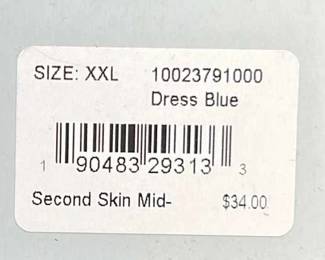 SIZE: XXL 10023791000
Dress Blue
1 90483 29313 3
Second Skin Mid- $34.00